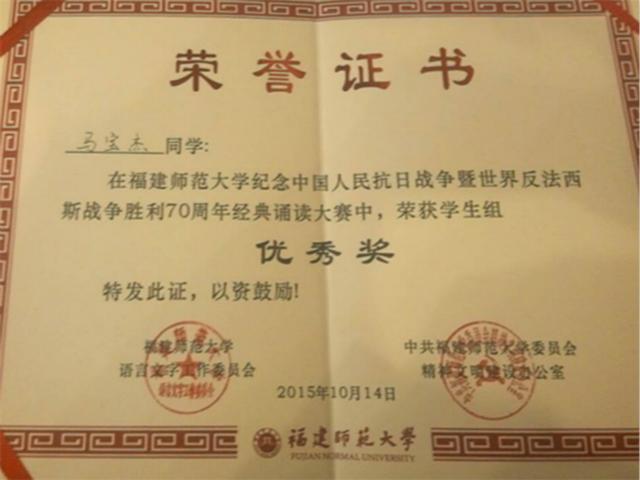 荣誉证书
马宝杰 同学:
在福建师范大学纪念中国人民抗日战争暨世界反法西
斯战争胜利70周年经典诵读大赛中，荣获学生组
优秀奖
特发此证，以资鼓励!
福建师范大学
语言文字工作委员会
中共福建师范大学委员会
精神文明建设办公室
2015年10月14日
福建师范大学
FUJIAN NORMAL UNIVERSITY